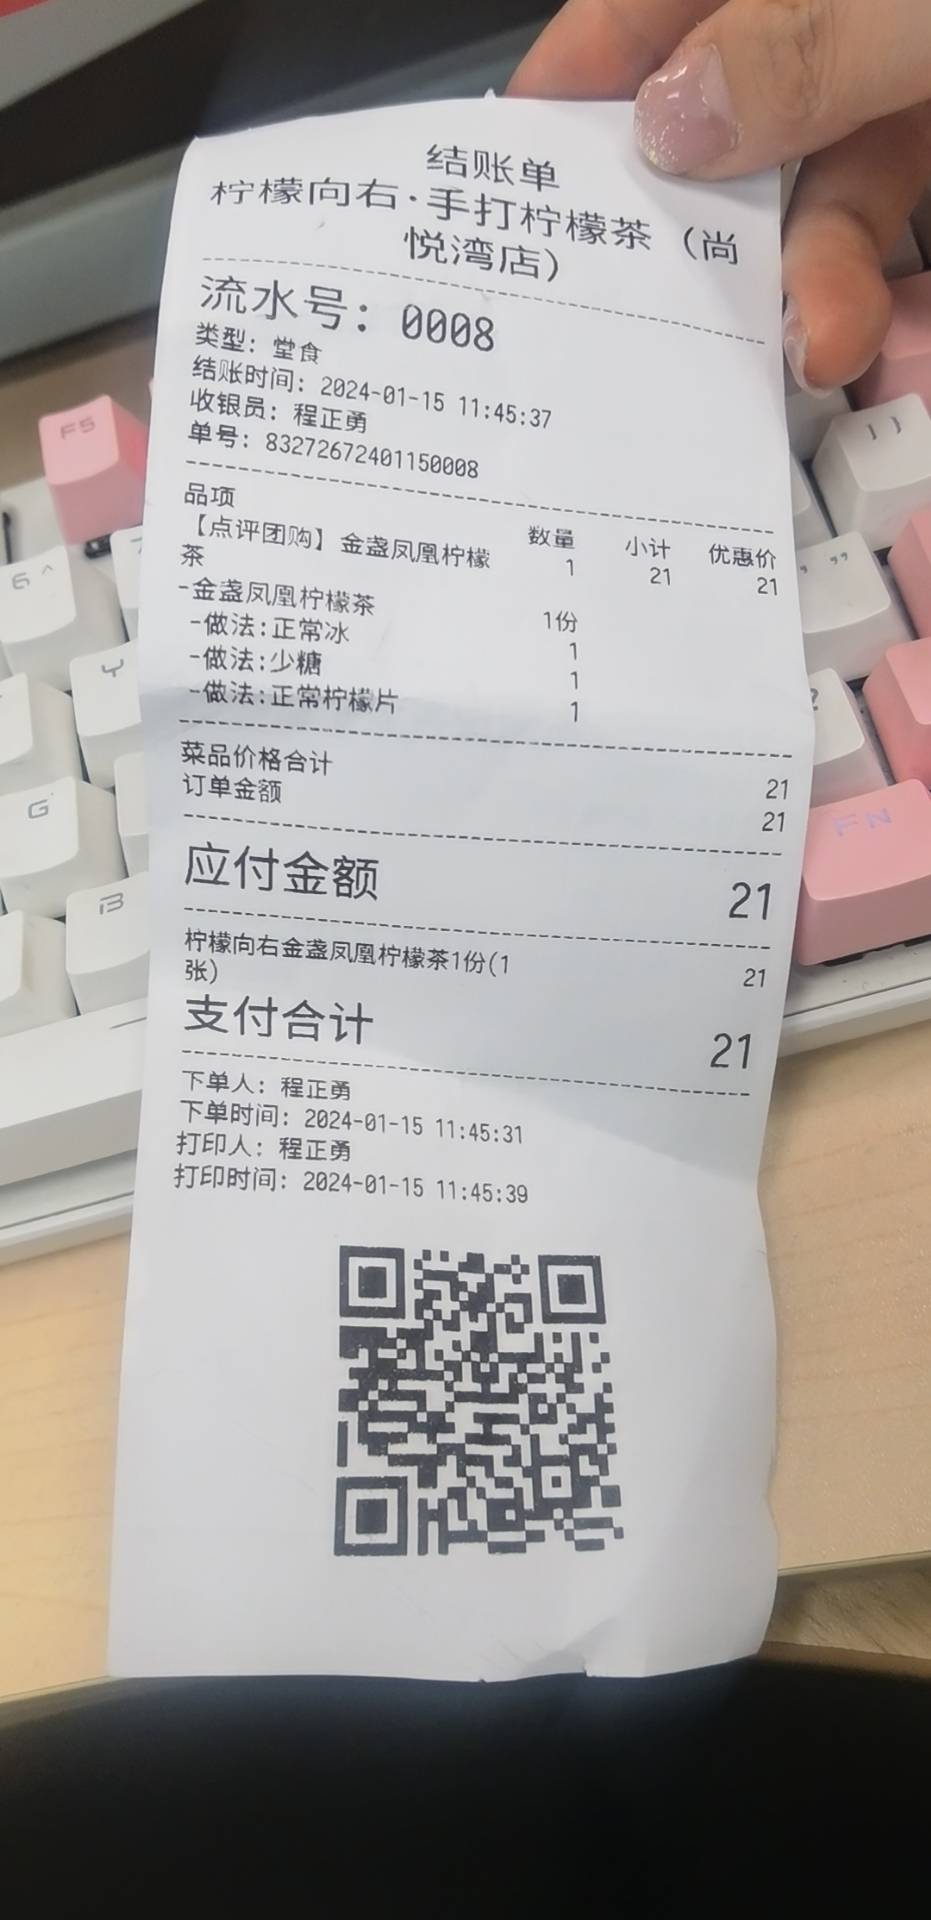 结账单
柠檬向右·手打柠檬茶（尚
悦湾店）
流水号：0008
类型：堂食
结账时间：2024-01-15 11:45:37
收银员：程正勇
单号：83272672401150008
品项 数量 小计 优惠价
【点评团购】金盏凤凰柠檬 1 21 21
茶
-金盏凤凰柠檬茶 1份
-做法:正常冰 1
-做法:少糖 1
-做法:正常柠檬片 1
菜品价格合计 21
订单金额 21
应付金额 21
柠檬向右金盏凤凰柠檬茶1份(1 21
张)
支付合计 21
下单人：程正勇
下单时间：2024-01-15 11:45:31
打印人：程正勇
打印时间：2024-01-15 11:45:39
F5
6 ^
Y
G
B
} ]
FN